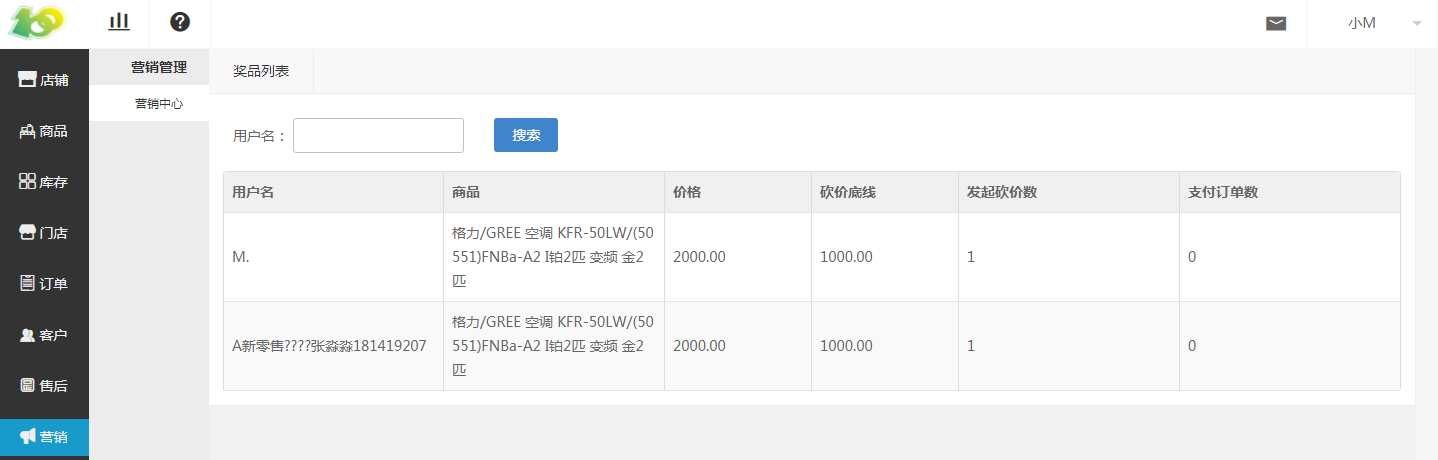 小M
店铺
商品
库存
门店
订单
客户
售后
营销
营销管理
营销中心
奖品列表
用户名：
搜索
用户名 商品 价格 砍价底线 发起砍价数 支付订单数
M. 格力/GREE 空调 KFR-50LW/(50 2000.00 1000.00 1 0
551)FNBa-A2 I铂2匹 变频 金2
匹
A新零售????张淼淼181419207 格力/GREE 空调 KFR-50LW/(50 2000.00 1000.00 1 0
551)FNBa-A2 I铂2匹 变频 金2
匹